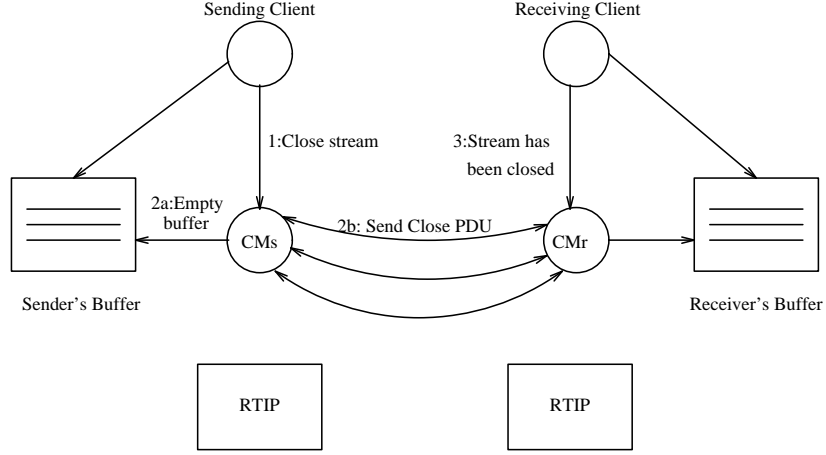 Sending Client
Receiving Client
1:Close stream
3:Stream has
been closed
2a:Empty
buffer
CMs
2b: Send Close PDU
CMr
Sender's Buffer
Receiver's Buffer
RTIP
RTIP